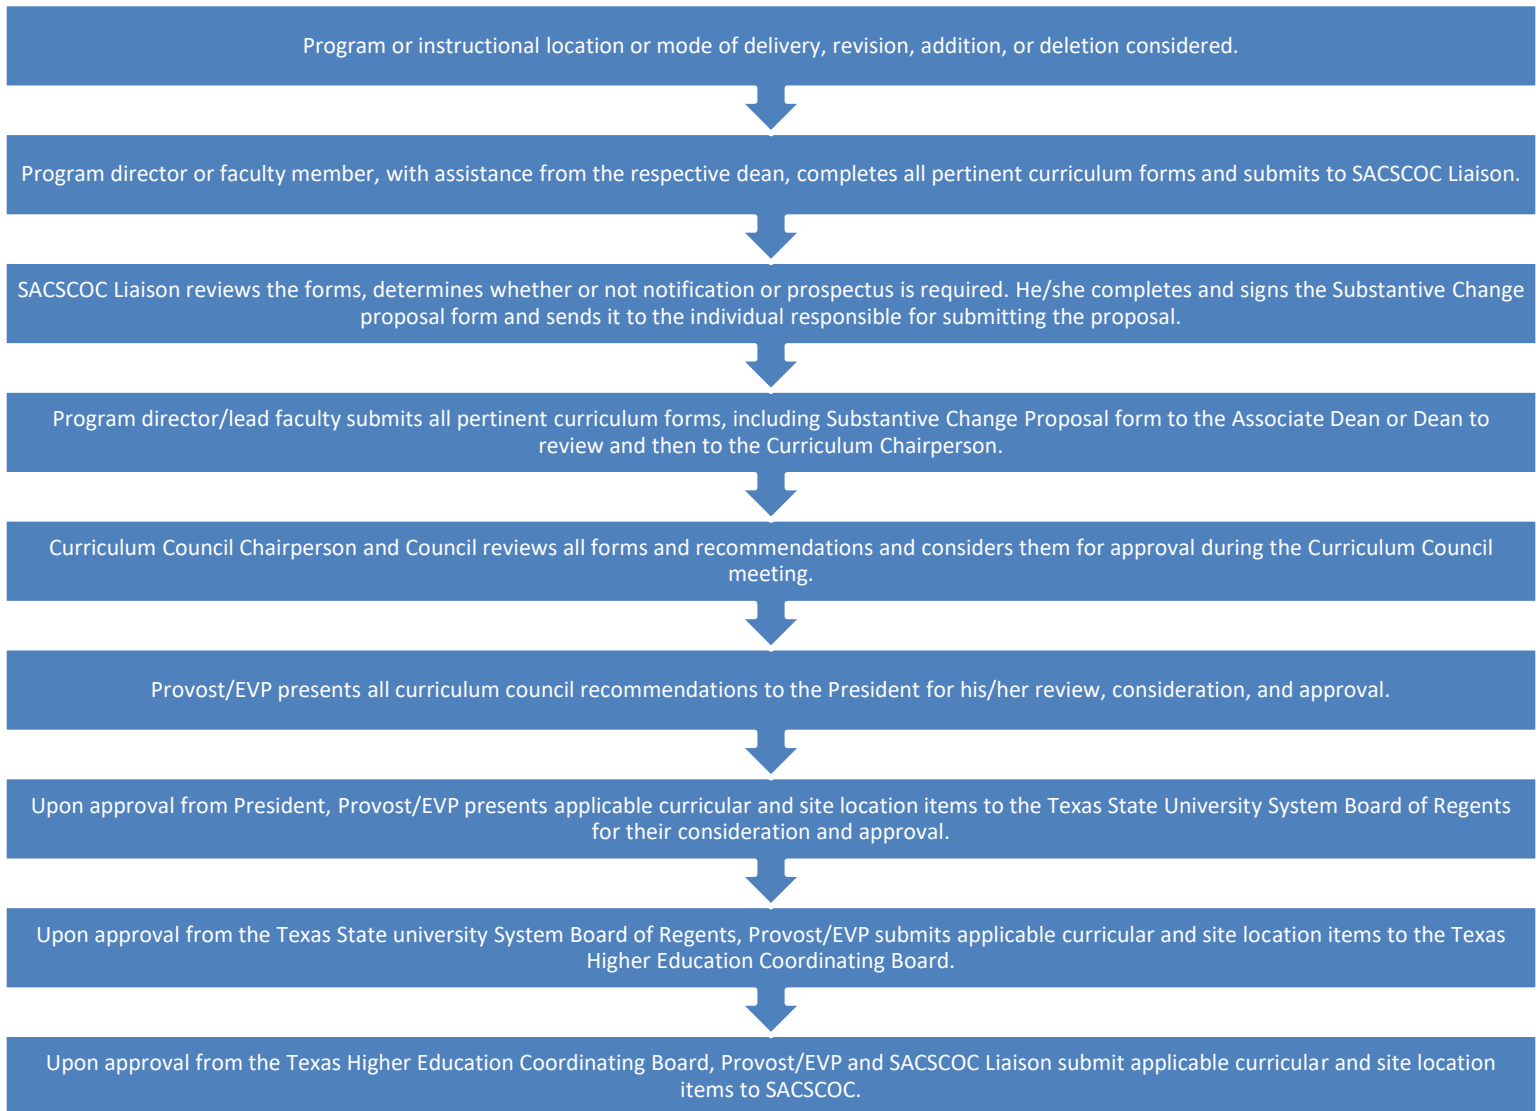 Program or instructional location or mode of delivery, revision, addition, or deletion considered.
Program director or faculty member, with assistance from the respective dean, completes all pertinent curriculum forms and submits to SACSCOC Liaison.
SACSCOC Liaison reviews the forms, determines whether or not notification or prospectus is required. He/she completes and signs the Substantive Change
proposal form and sends it to the individual responsible for submitting the proposal.
Program director/lead faculty submits all pertinent curriculum forms, including Substantive Change Proposal form to the Associate Dean or Dean to
review and then to the Curriculum Chairperson.
Curriculum Council Chairperson and Council reviews all forms and recommendations and considers them for approval during the Curriculum Council
meeting.
Provost/EVP presents all curriculum council recommendations to the President for his/her review, consideration, and approval.
Upon approval from President, Provost/EVP presents applicable curricular and site location items to the Texas State University System Board of Regents
for their consideration and approval.
Upon approval from the Texas State university System Board of Regents, Provost/EVP submits applicable curricular and site location items to the Texas
Higher Education Coordinating Board.
Upon approval from the Texas Higher Education Coordinating Board, Provost/EVP and SACSCOC Liaison submit applicable curricular and site location
items to SACSCOC.